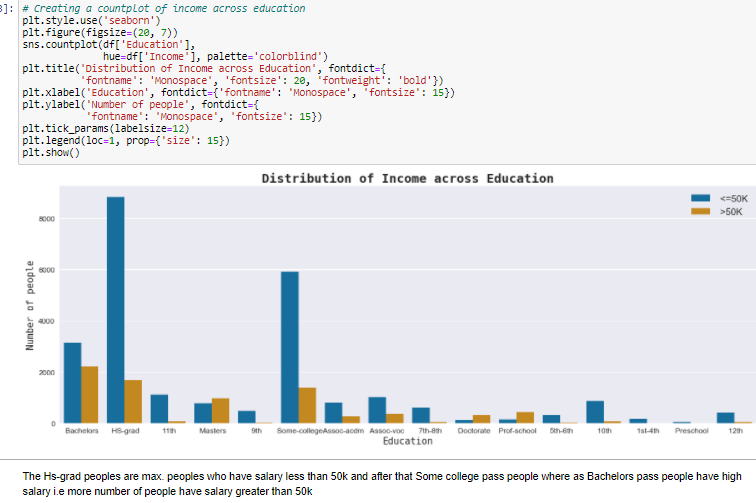 3]: # Creating a countplot of income across education
plt.style.use('seaborn')
plt.figure(figsize=(20, 7))
sns.countplot(df['Education'],
hue=df['Income'], palette='colorblind')
plt.title('Distribution of Income across Education', fontdict={
'fontname': 'Monospace', 'fontsize': 20, 'fontweight': 'bold'})
plt.xlabel('Education', fontdict={'fontname': 'Monospace', 'fontsize': 15})
plt.ylabel('Number of people', fontdict={
'fontname': 'Monospace', 'fontsize': 15})
plt.tick_params(labelsize=12)
plt.legend(loc=1, prop={'size': 15})
plt.show()
Distribution of Income across Education
<=50K
>50K
8000
6000
4000
2000
0
Number of people
Bachelors HS-grad 11th Masters 9th Some-college Assoc-acdm Assoc-voc 7th-8th Doctorate Prof-school 5th-6th 10th 1st-4th Preschool 12th
Education
The Hs-grad peoples are max. peoples who have salary less than 50k and after that Some college pass people where as Bachelors pass people have high
salary i.e more number of people have salary greater than 50k